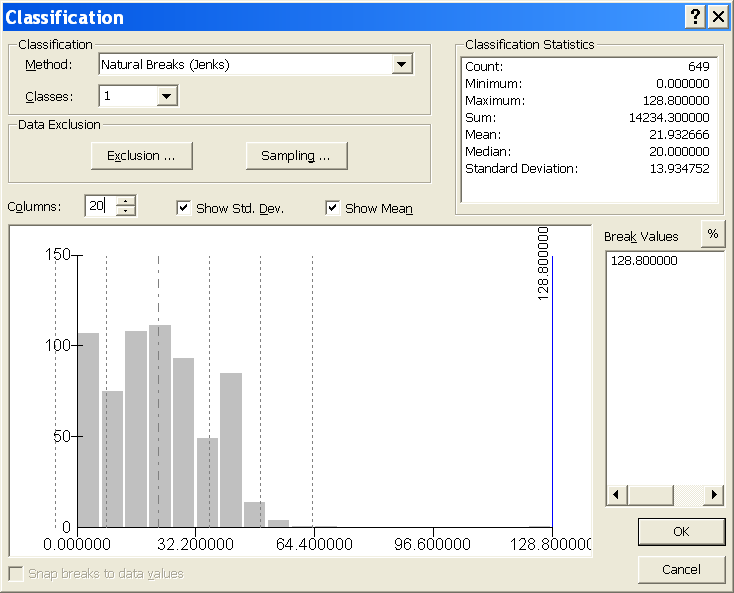 Classification
Classification
Method: Natural Breaks (Jenks)
Classes: 1
Data Exclusion
Exclusion ...
Sampling ...
Classification Statistics
Count: 649
Minimum: 0.000000
Maximum: 128.800000
Sum: 14234.300000
Mean: 21.932666
Median: 20.000000
Standard Deviation: 13.934752
Columns: 20 Show Std. Dev. Show Mean
Break Values %
128.800000
128.800000
150
100
50
0
0.000000 32.200000 64.400000 96.600000 128.800000
OK
Cancel
Snap breaks to data values